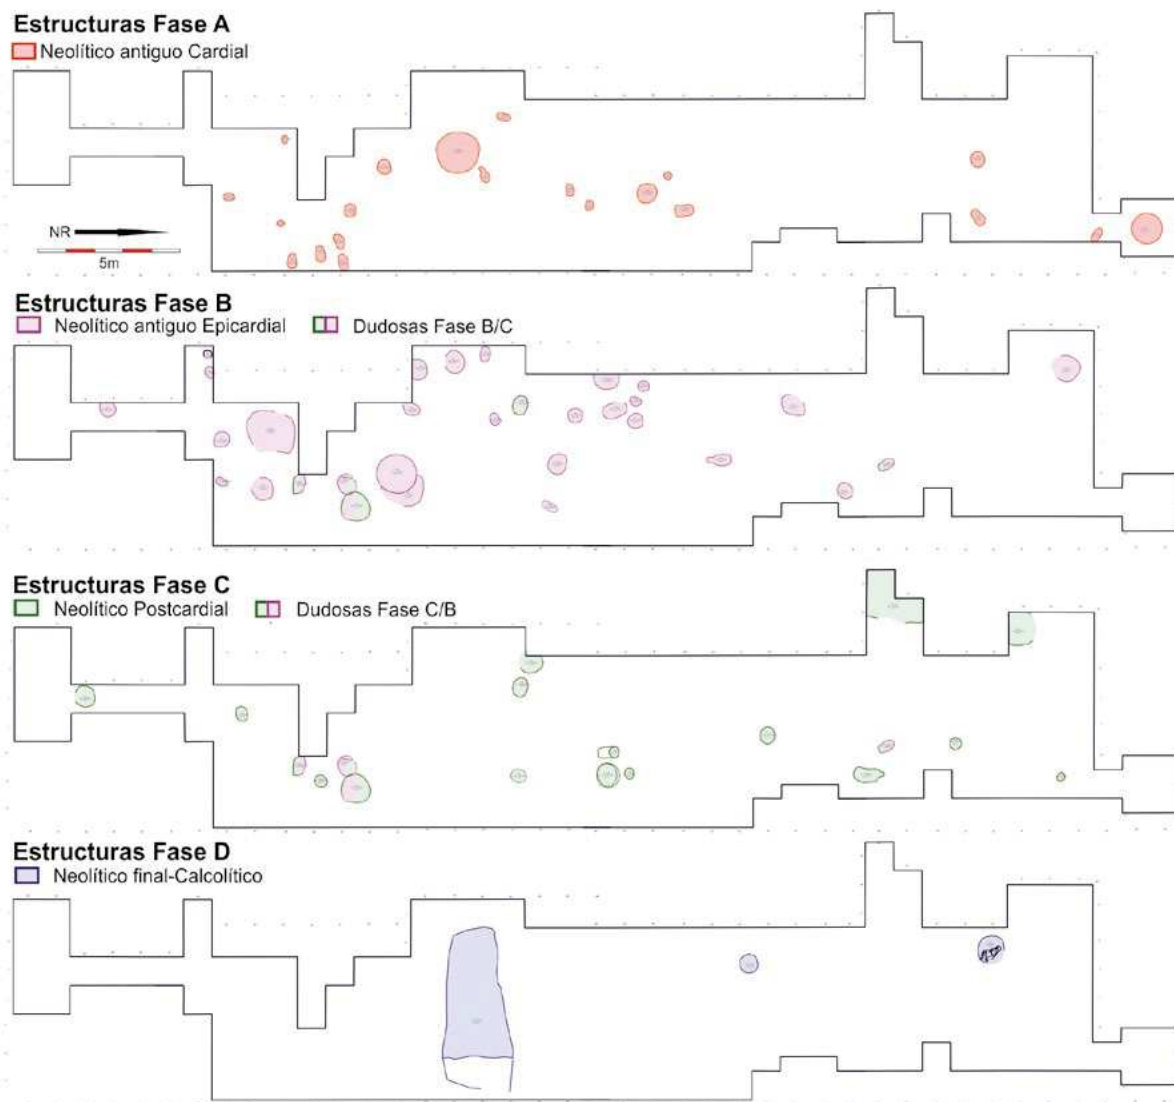 Estructuras Fase A
Neolítico antiguo Cardial
NR
5m
Estructuras Fase B
Neolítico antiguo Epicardial
Dudosas Fase B/C
Estructuras Fase C
Neolítico Postcardial
Dudosas Fase C/B
Estructuras Fase D
Neolítico final-Calcolítico